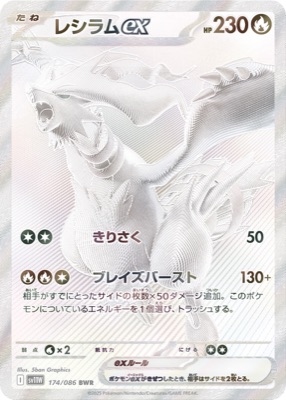 たね レシラムex HP230
きりさく 50
ブレイズバースト 130+
相手がすでにとったサイドの枚数×50ダメージ追加。このポケ
モンについているエネルギーを1個選び、トラッシュする。
弱点 ×2 抵抗力 にげる
exルール
ポケモンexがきぜつしたとき、相手はサイドを2枚とる。
Illus. 5ban Graphics
I SV11W 174/086 BWR